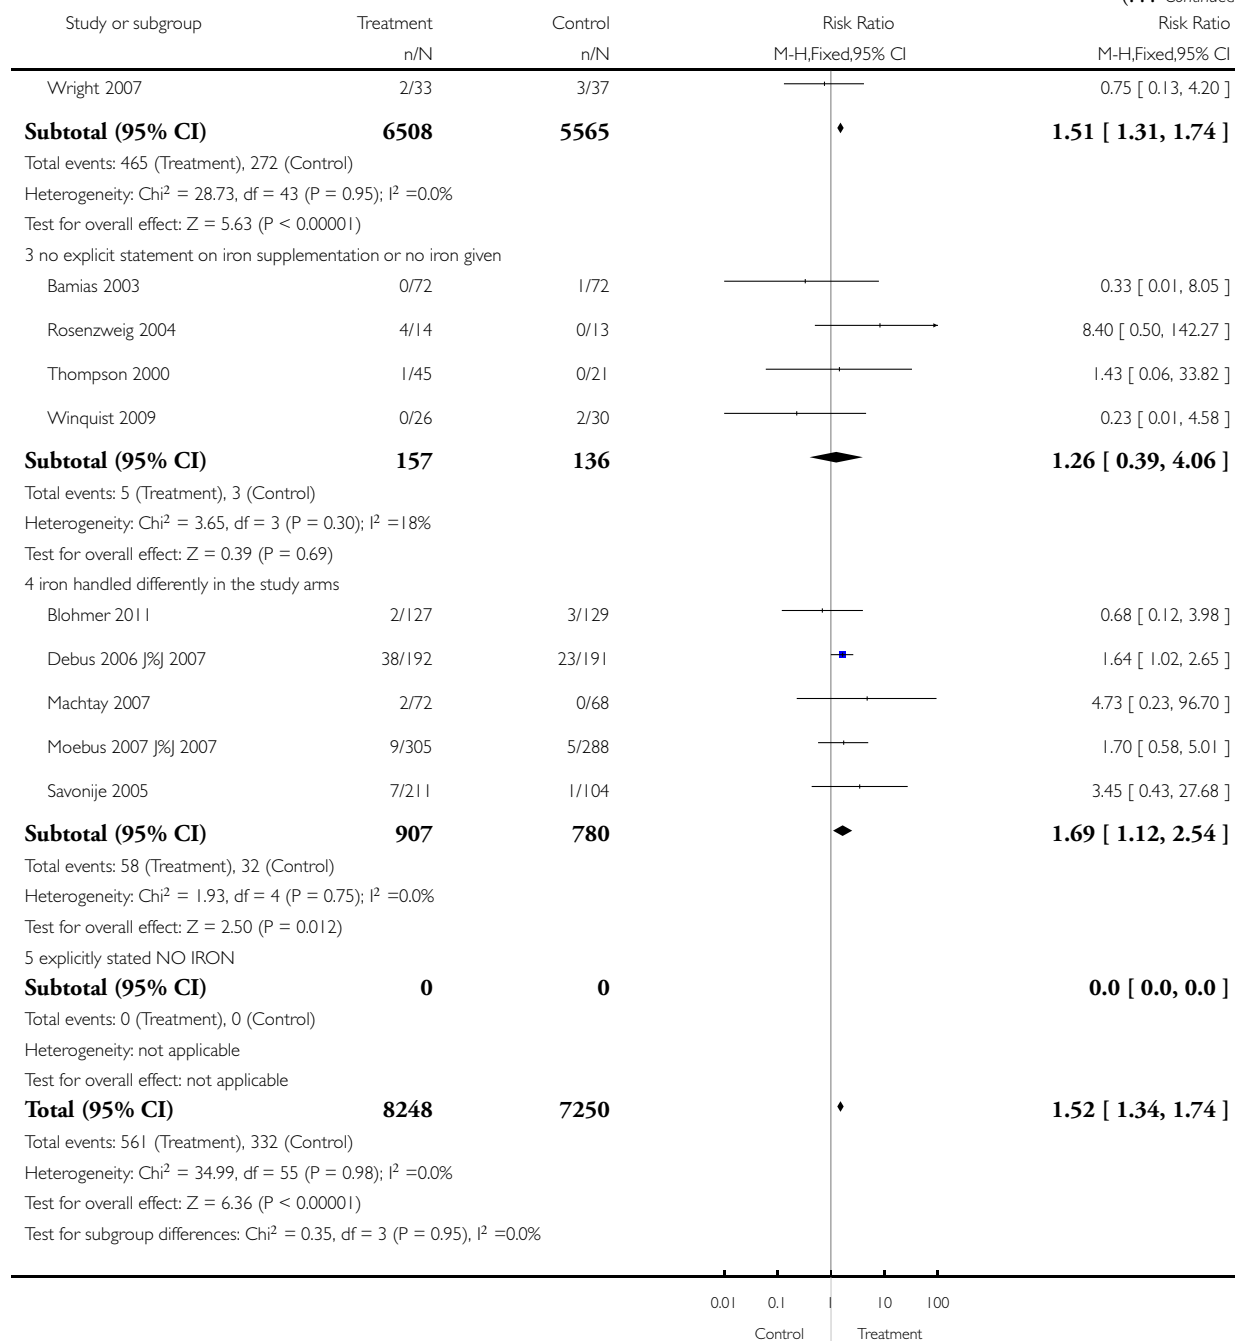 Study or subgroup Treatment Control Risk Ratio Risk Ratio
n/N n/N M-H,Fixed,95% CI M-H,Fixed,95% CI
Wright 2007 2/33 3/37 0.75 [ 0.13, 4.20 ]
Subtotal (95% CI) 6508 5565 1.51 [ 1.31, 1.74 ]
Total events: 465 (Treatment), 272 (Control)
Heterogeneity: Chi² = 28.73, df = 43 (P = 0.95); I² =0.0%
Test for overall effect: Z = 5.63 (P < 0.00001)
3 no explicit statement on iron supplementation or no iron given
Bamias 2003 0/72 1/72 0.33 [ 0.01, 8.05 ]
Rosenzweig 2004 4/14 0/13 8.40 [ 0.50, 142.27 ]
Thompson 2000 1/45 0/21 1.43 [ 0.06, 33.82 ]
Winquist 2009 0/26 2/30 0.23 [ 0.01, 4.58 ]
Subtotal (95% CI) 157 136 1.26 [ 0.39, 4.06 ]
Total events: 5 (Treatment), 3 (Control)
Heterogeneity: Chi² = 3.65, df = 3 (P = 0.30); I² =18%
Test for overall effect: Z = 0.39 (P = 0.69)
4 iron handled differently in the study arms
Blohmer 2011 2/127 3/129 0.68 [ 0.12, 3.98 ]
Debus 2006 J%J 2007 38/192 23/191 1.64 [ 1.02, 2.65 ]
Machtay 2007 2/72 0/68 4.73 [ 0.23, 96.70 ]
Moebus 2007 J%J 2007 9/305 5/288 1.70 [ 0.58, 5.01 ]
Savonije 2005 7/211 1/104 3.45 [ 0.43, 27.68 ]
Subtotal (95% CI) 907 780 1.69 [ 1.12, 2.54 ]
Total events: 58 (Treatment), 32 (Control)
Heterogeneity: Chi² = 1.93, df = 4 (P = 0.75); I² =0.0%
Test for overall effect: Z = 2.50 (P = 0.012)
5 explicitly stated NO IRON
Subtotal (95% CI) 0 0 0.0 [ 0.0, 0.0 ]
Total events: 0 (Treatment), 0 (Control)
Heterogeneity: not applicable
Test for overall effect: not applicable
Total (95% CI) 8248 7250 1.52 [ 1.34, 1.74 ]
Total events: 561 (Treatment), 332 (Control)
Heterogeneity: Chi² = 34.99, df = 55 (P = 0.98); I² =0.0%
Test for overall effect: Z = 6.36 (P < 0.00001)
Test for subgroup differences: Chi² = 0.35, df = 3 (P = 0.95), I² =0.0%
0.01 0.1 1 10 100
Control Treatment